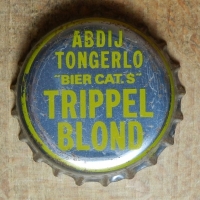 ABDIJ
TONGERLO
"BIER CAT. S"
TRIPPEL
BLOND